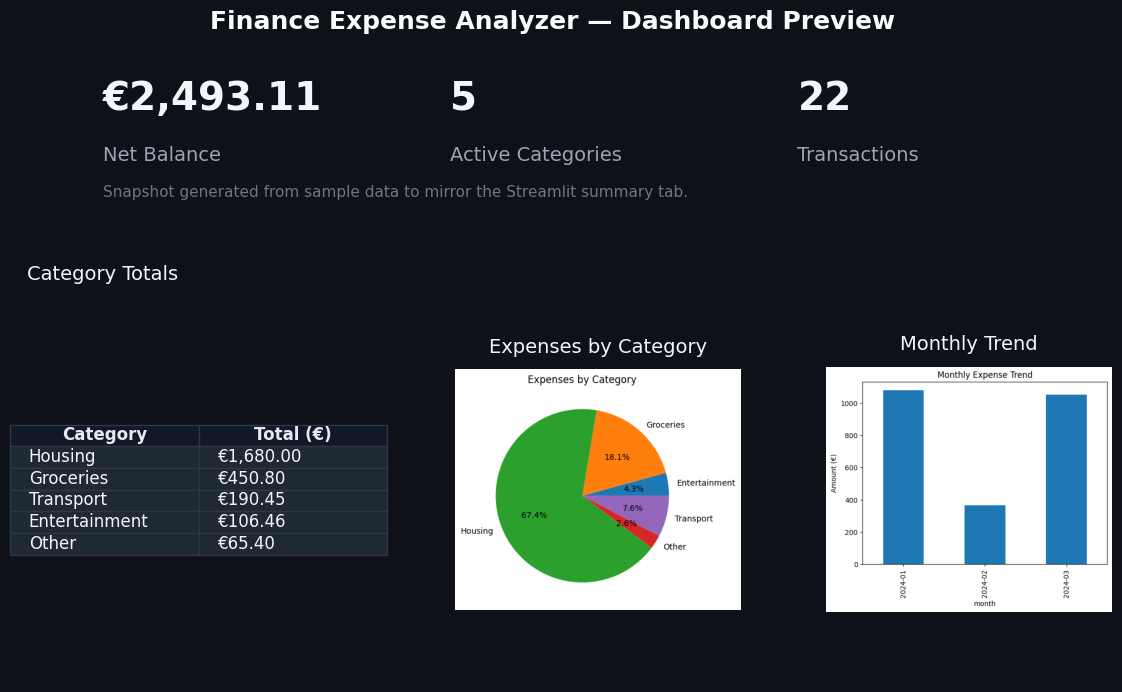 Finance Expense Analyzer — Dashboard Preview
€2,493.11
5
22
Net Balance
Active Categories
Transactions
Snapshot generated from sample data to mirror the Streamlit summary tab.
Category Totals
Category Total (€)
Housing €1,680.00
Groceries €450.80
Transport €190.45
Entertainment €106.46
Other €65.40
Expenses by Category
Expenses by Category
Groceries
18.1%
Entertainment
4.3%
7.6%
67.4%
Transport
2.6%
Housing
Other
Monthly Trend
Monthly Expense Trend
1000
800
600
400
200
0
Amount (€)
2024-01
2024-02
2024-03
month